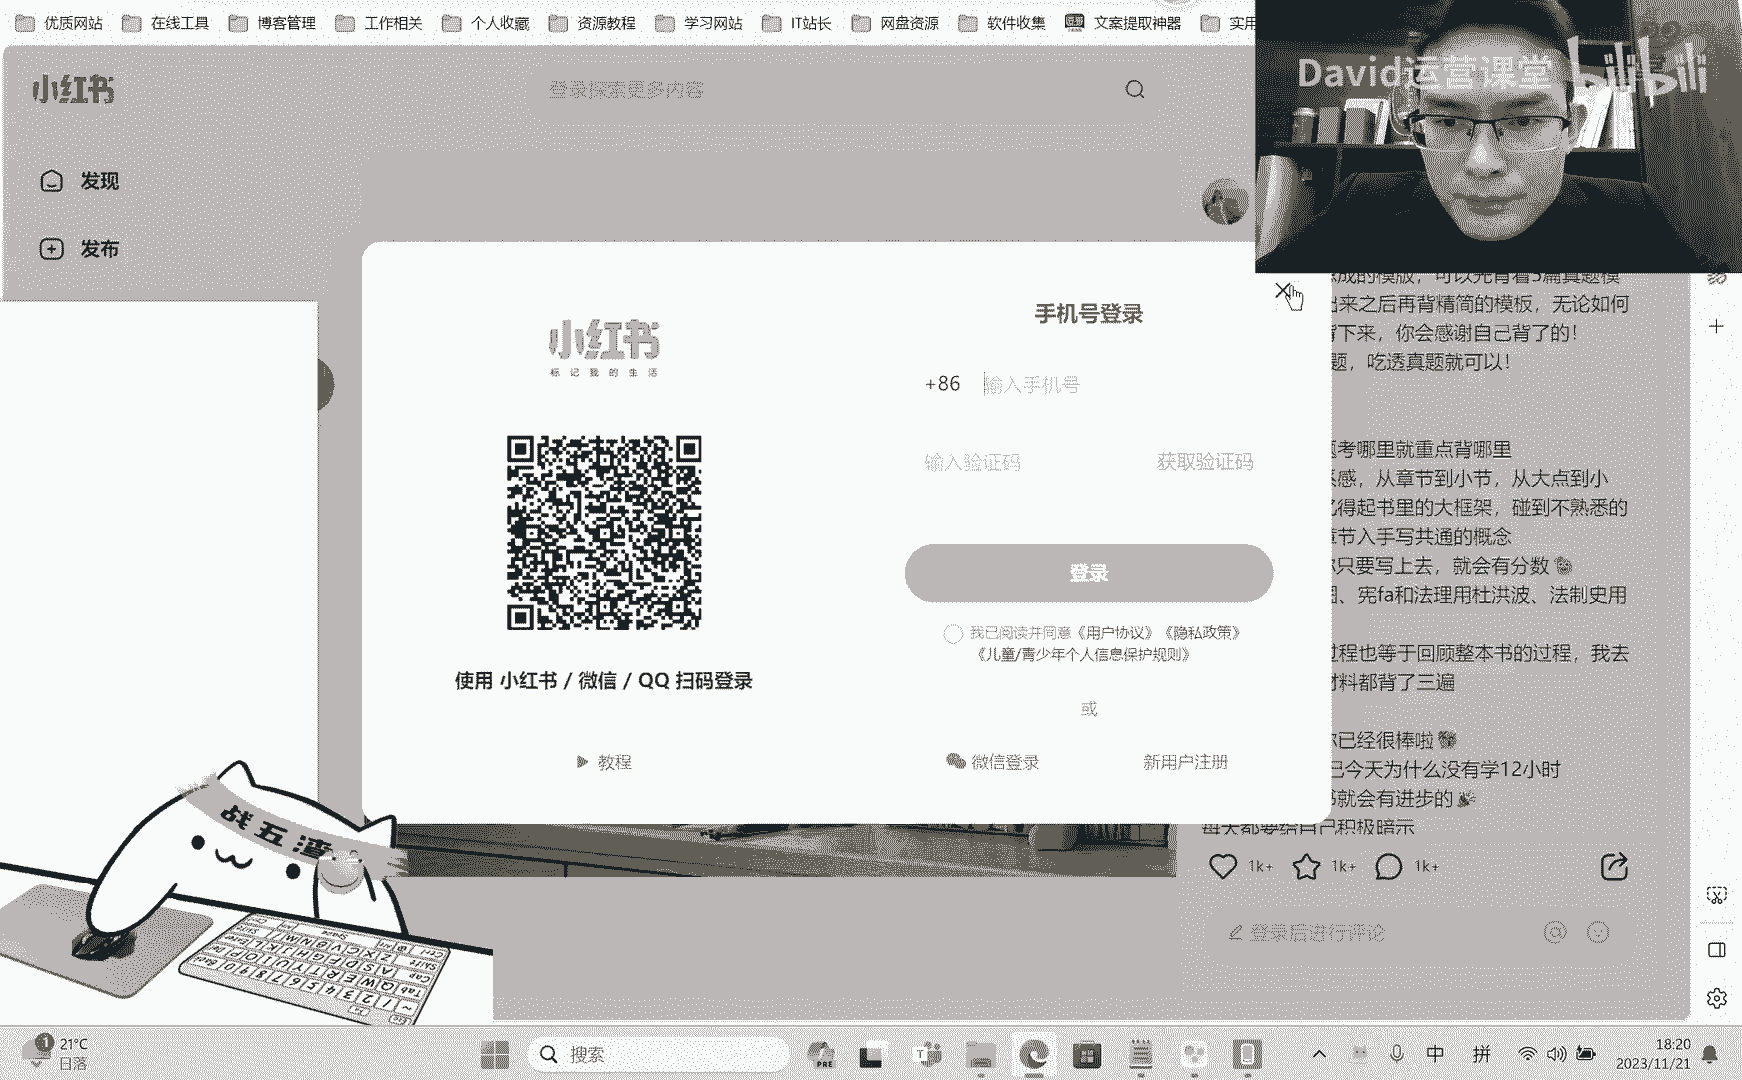 优质网站 在线工具 博客管理 工作相关 个人收藏 资源教程 学习网站 IT站长 网盘资源 软件收集 文案提取神器 实用
David运营课堂 bilibili
小红书
登录探索更多内容
发现
发布
小红书
标记我的生活
使用 小红书 / 微信 / QQ 扫码登录
教程
手机号登录
+86 输入手机号
输入验证码 获取验证码
登录
我已阅读并同意《用户协议》《隐私政策》
《儿童/青少年个人信息保护规则》
或
微信登录 新用户注册
成的模版，可以先背着5篇真题模
出来之后再背精简的模板，无论如何
背下来，你会感谢自己背了的！
题，吃透真题就可以！
考哪里就重点背哪里
感，从章节到小节，从大点到小
得起书里的大框架，碰到不熟悉的
章节入手写共通的概念
只要写上去，就会有分数
、宪fa和法理用杜洪波、法制史用
过程也等于回顾整本书的过程，我去
材料都背了三遍
你已经很棒啦
己今天为什么没有学12小时
书就会有进步的
每天都要给自己积极暗示
1k+ 1k+ 1k+
登录后进行评论
战五渣
21°C
日落
搜索
中 拼
18:20
2023/11/21